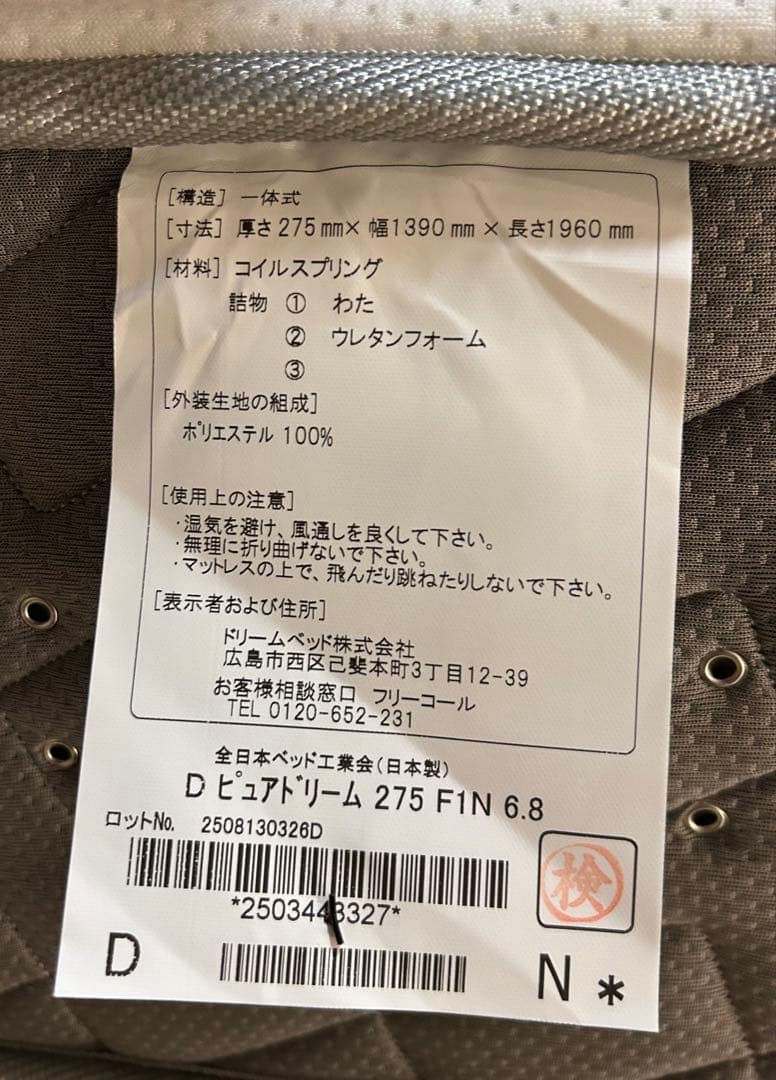 [構造] 一体式
[寸法] 厚さ275㎜×幅1390㎜×長さ1960㎜
[材料] コイルスプリング
詰物 ① わた
② ウレタンフォーム
③
[外装生地の組成]
ポリエステル 100%
[使用上の注意]
・湿気を避け、風通しを良くして下さい。
・無理に折り曲げないで下さい。
・マットレスの上で、飛んだり跳ねたりしないで下さい。
[表示者および住所]
ドリームベッド株式会社
広島市西区己斐本町3丁目12-39
お客様相談窓口 フリーコール
TEL 0120-652-231
全日本ベッド工業会(日本製)
D ピュアドリーム 275 F1N 6.8
ロット№. 2508130326D
*2503443327*
検
D N *